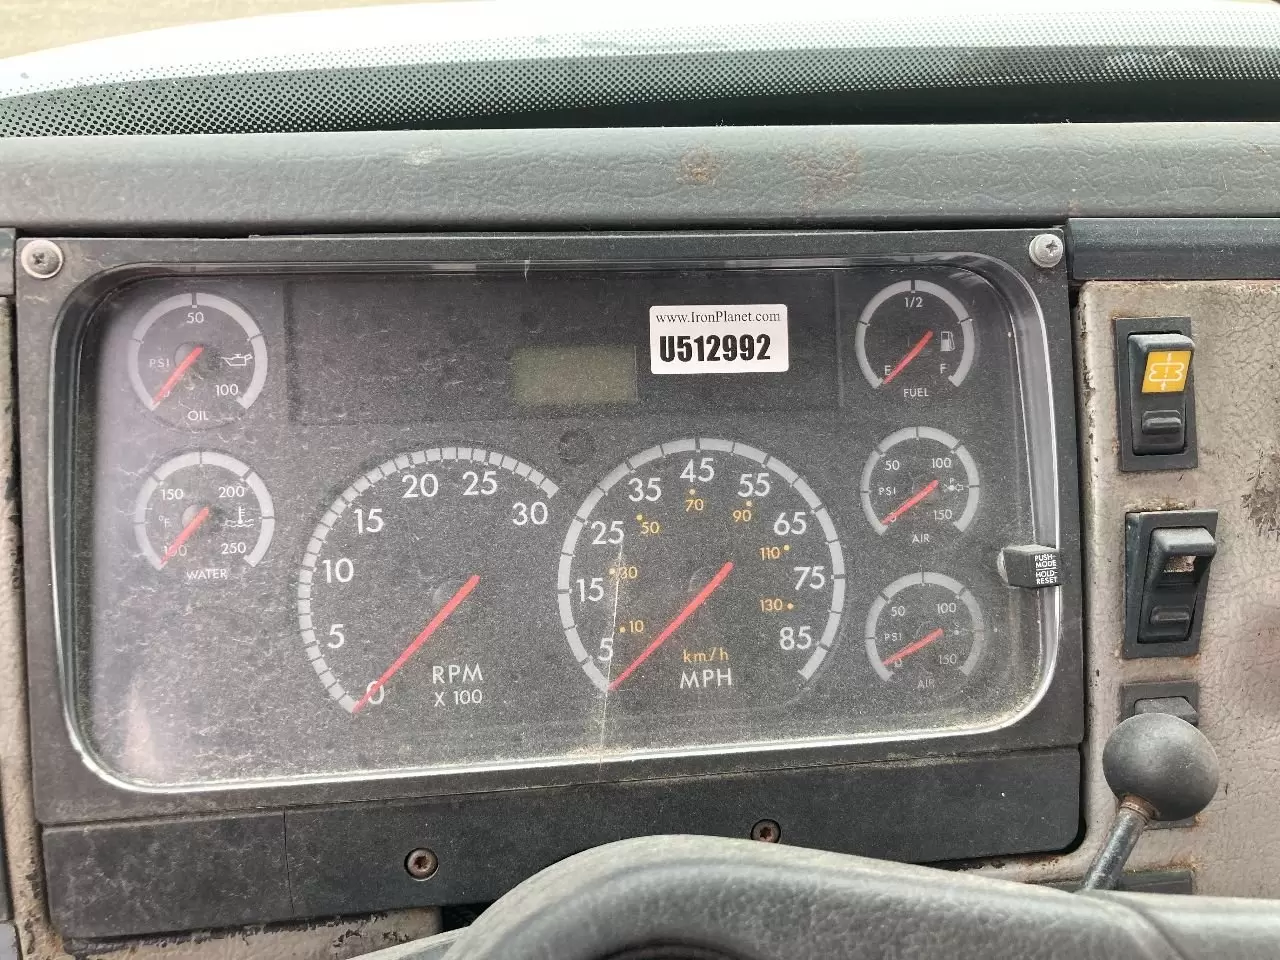 www.IronPlanet.com
U512992
50
PSI
100
OIL
150
200
°F
100
250
WATER
0
5
10
15
20
25
30
RPM
X 100
5
15
25
35
45
55
65
75
85
10
30
50
70
90
110
130
km/h
MPH
1/2
E
F
FUEL
50
100
PSI
150
AIR
50
100
PSI
0
150
AIR
PUSH-
MODE
HOLD-
RESET